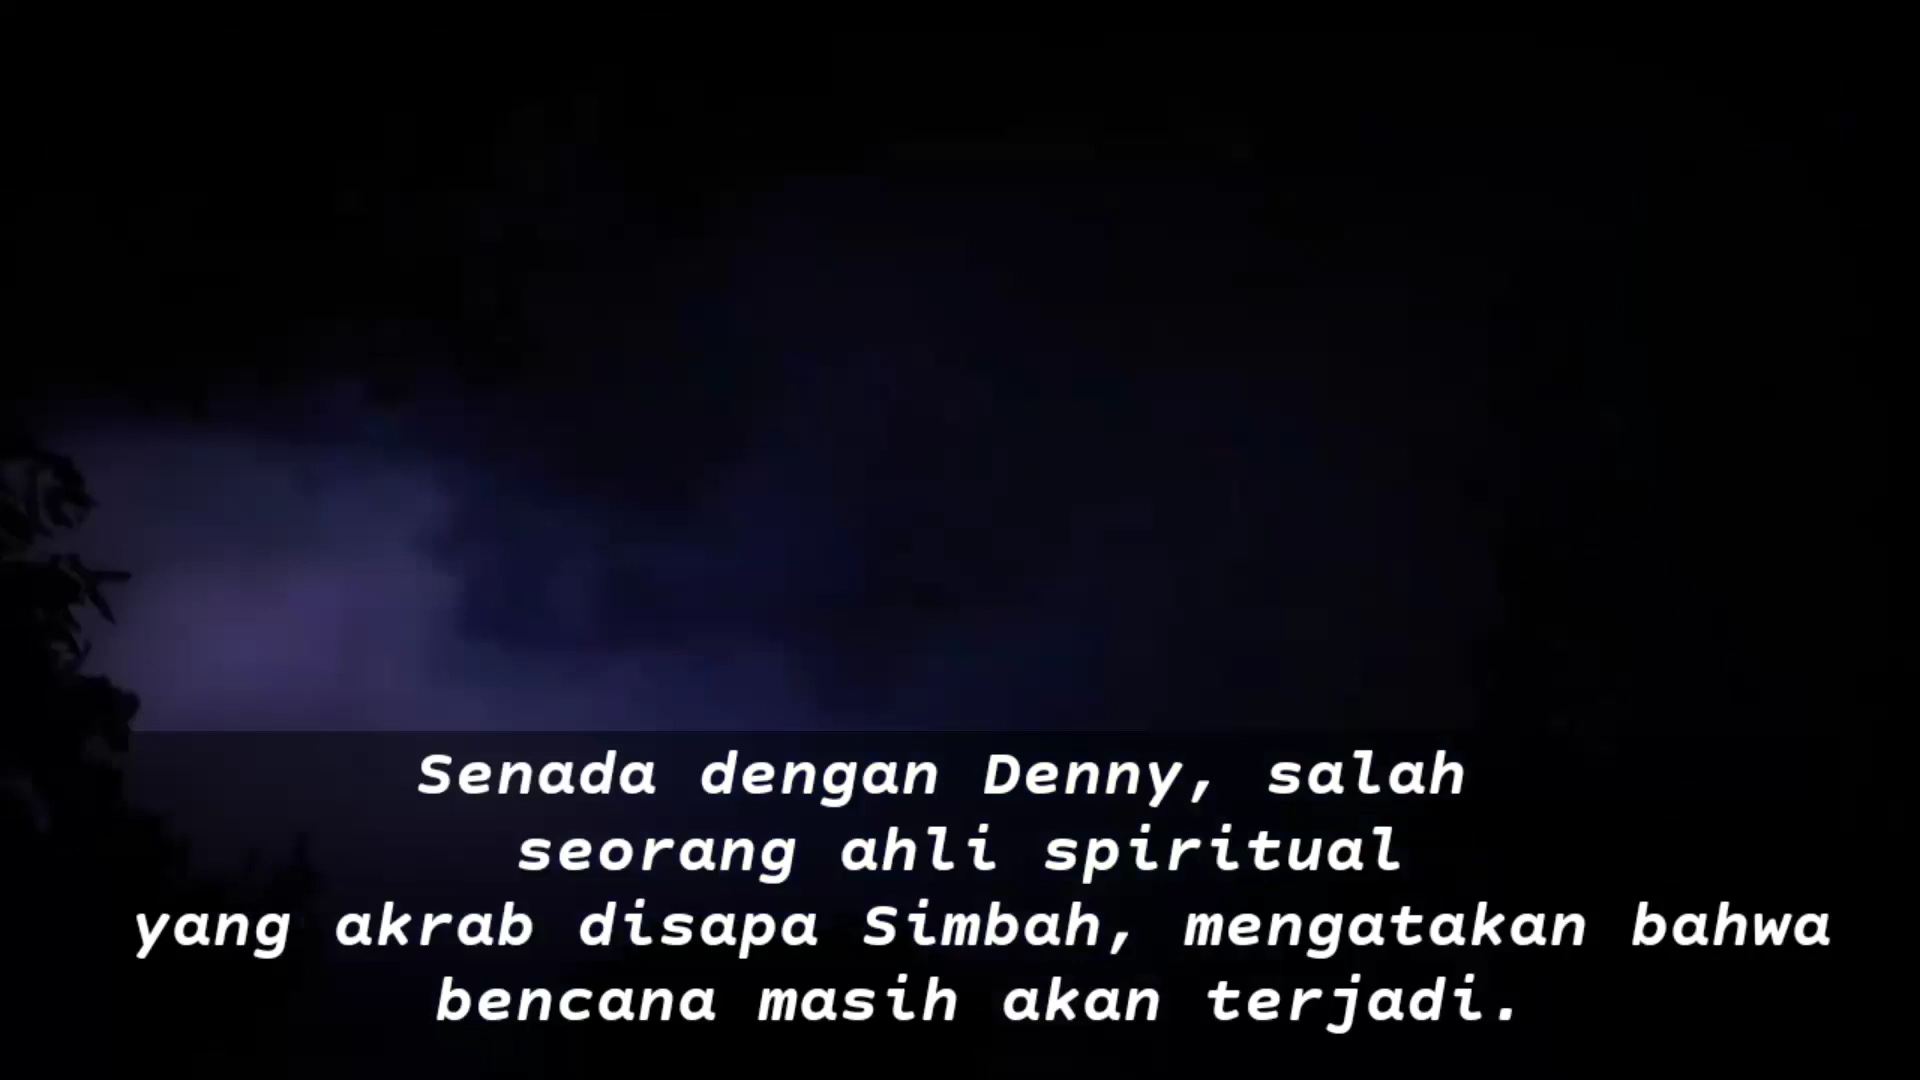 Senada dengan Denny, salah
seorang ahli spiritual
yang akrab disapa Simbah, mengatakan bahwa
bencana masih akan terjadi.